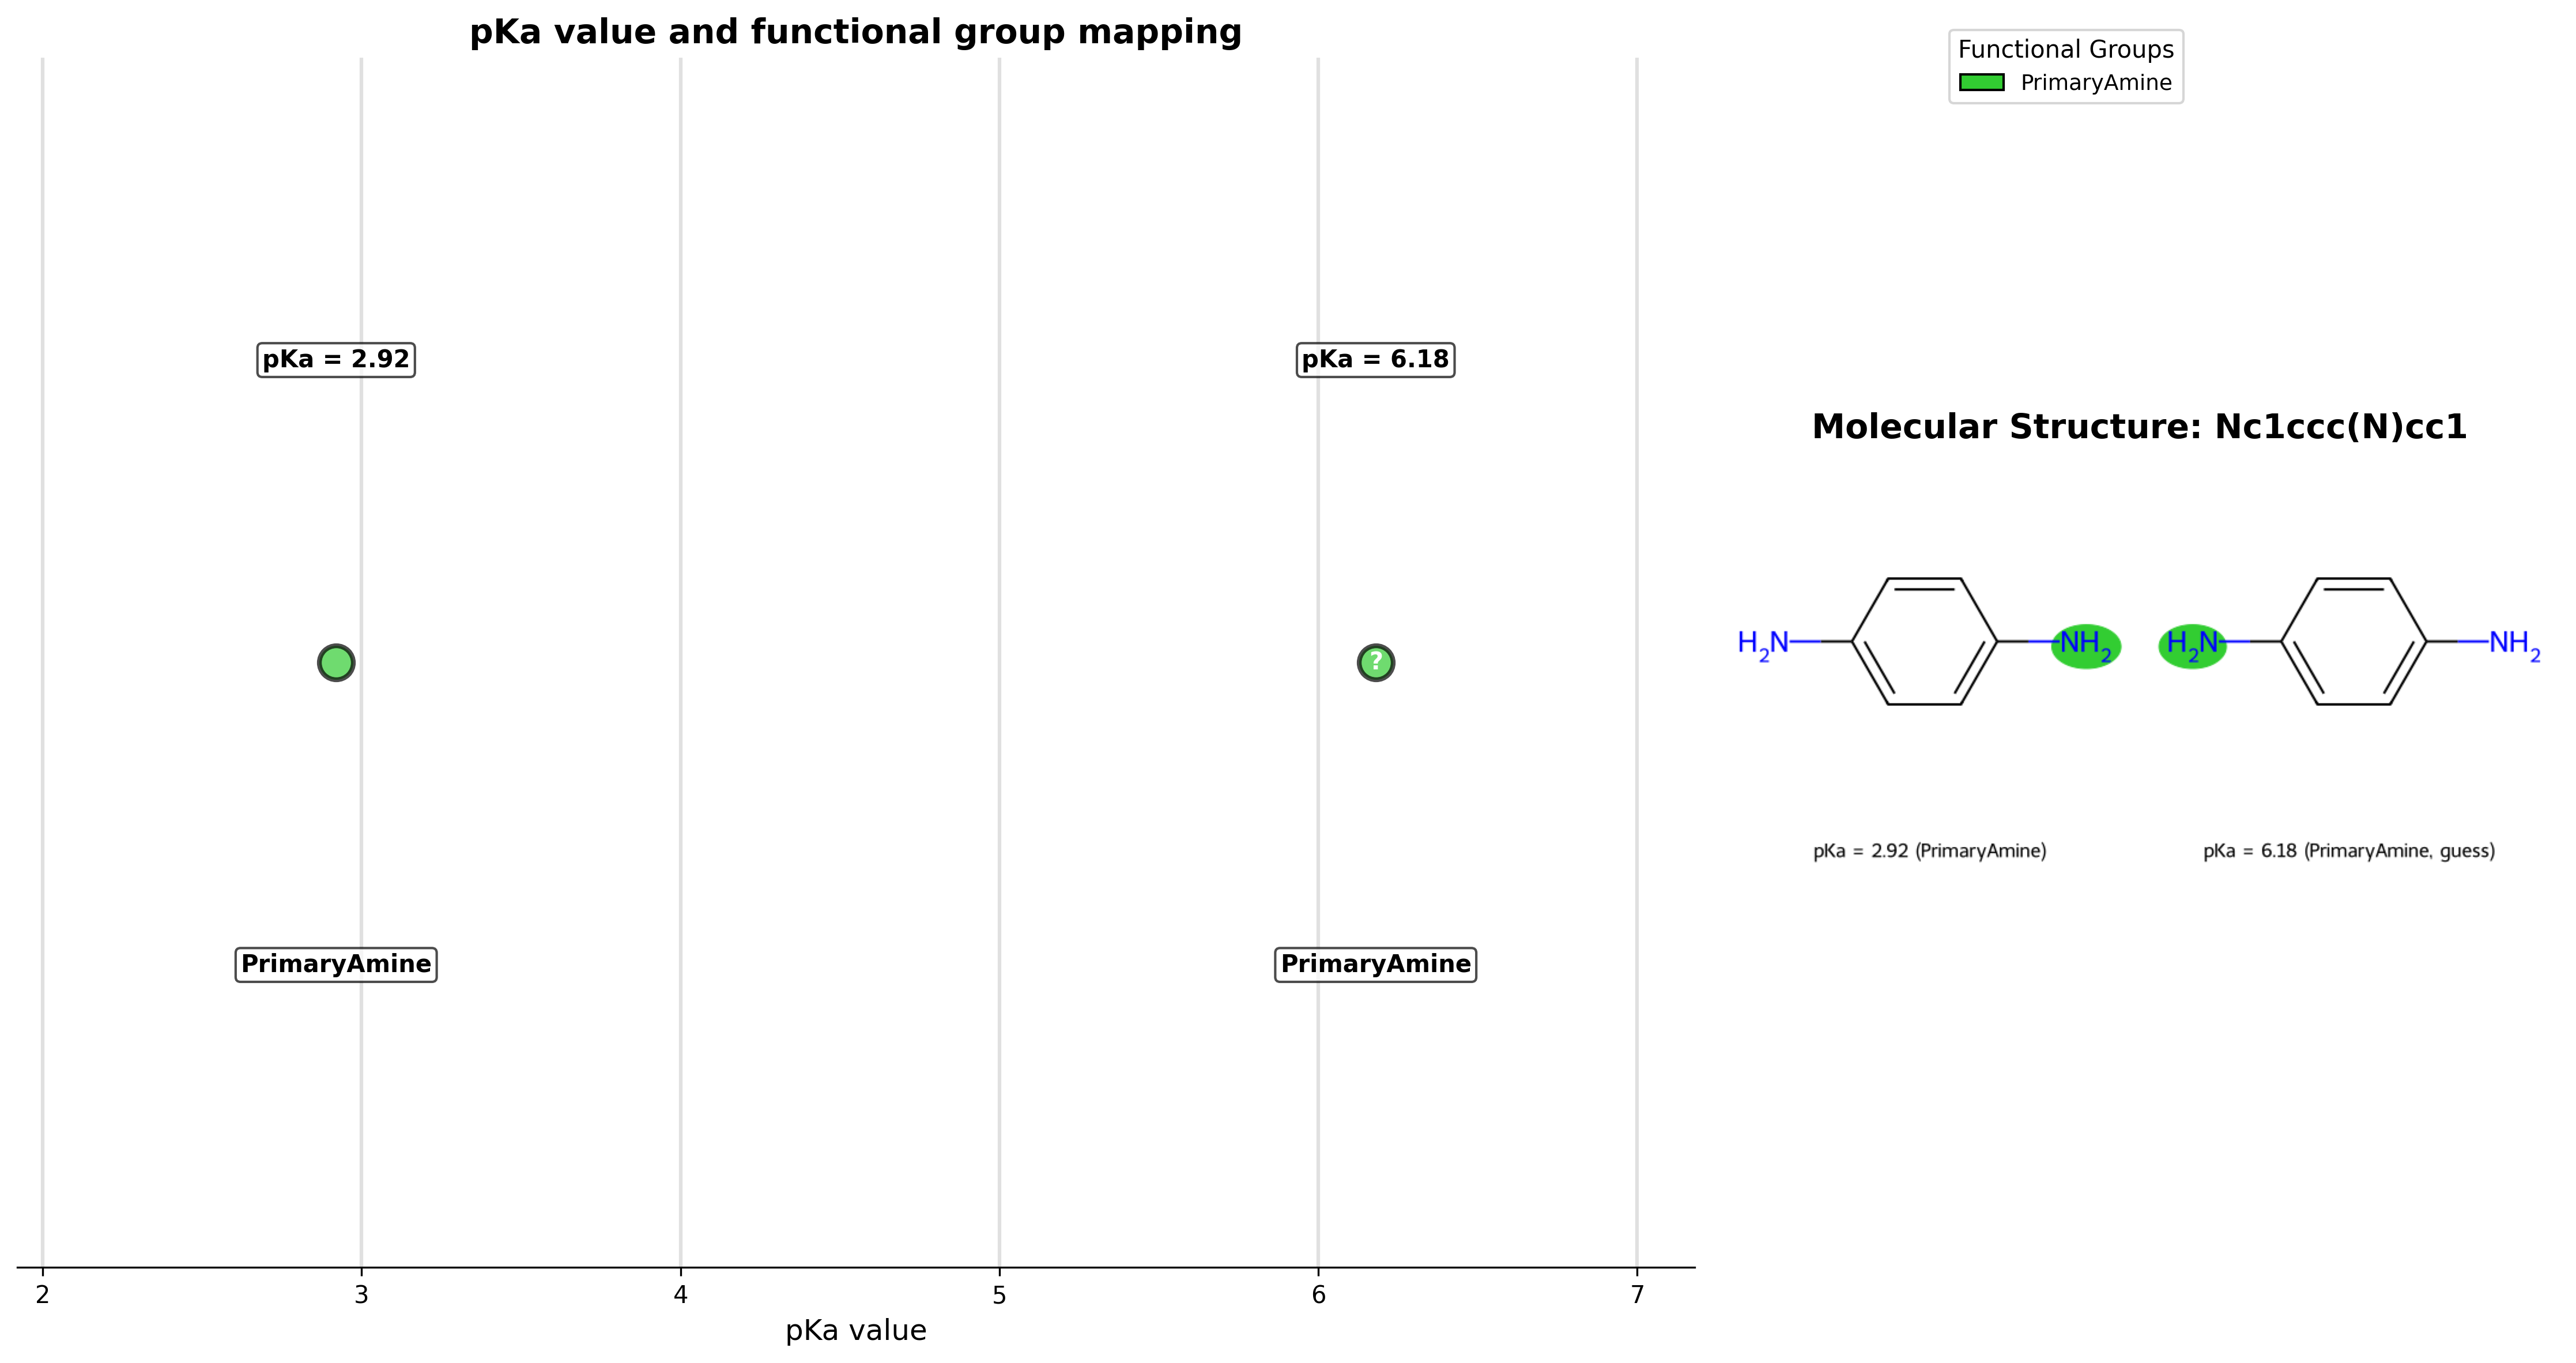 pKa value and functional group mapping
Functional Groups
PrimaryAmine
pKa = 2.92
pKa = 6.18
Molecular Structure: Nc1ccc(N)cc1
?
H2N
NH2
H2N
NH2
pKa = 2.92 (PrimaryAmine)
pKa = 6.18 (PrimaryAmine, guess)
PrimaryAmine
PrimaryAmine
2 3 4 5 6 7
pKa value